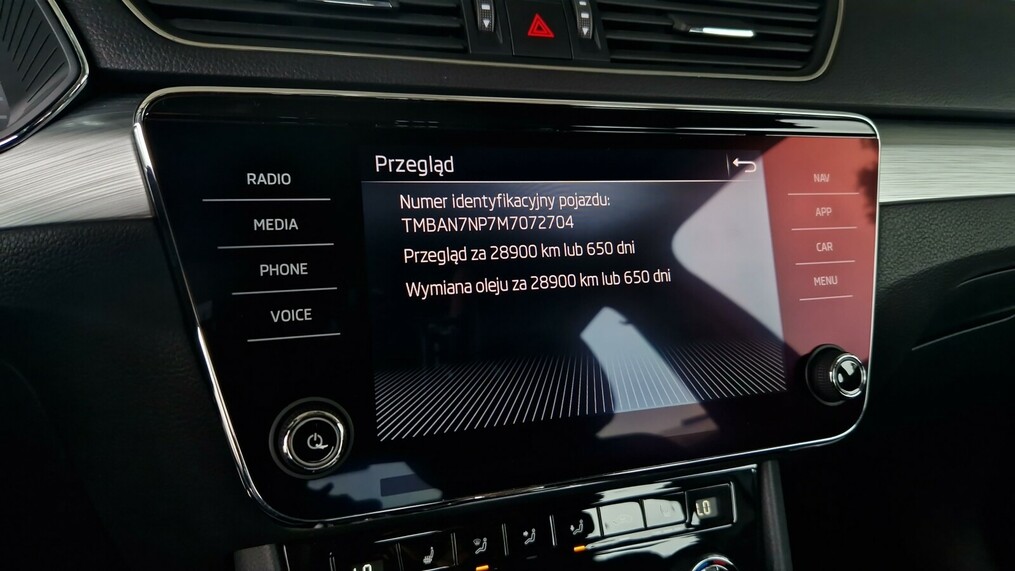 Przegląd
Numer identyfikacyjny pojazdu:
TMBAN7NP7M7072704
Przegląd za 28900 km lub 650 dni
Wymiana oleju za 28900 km lub 650 dni
RADIO
MEDIA
PHONE
VOICE
NAV
APP
CAR
MENU
LO
LO